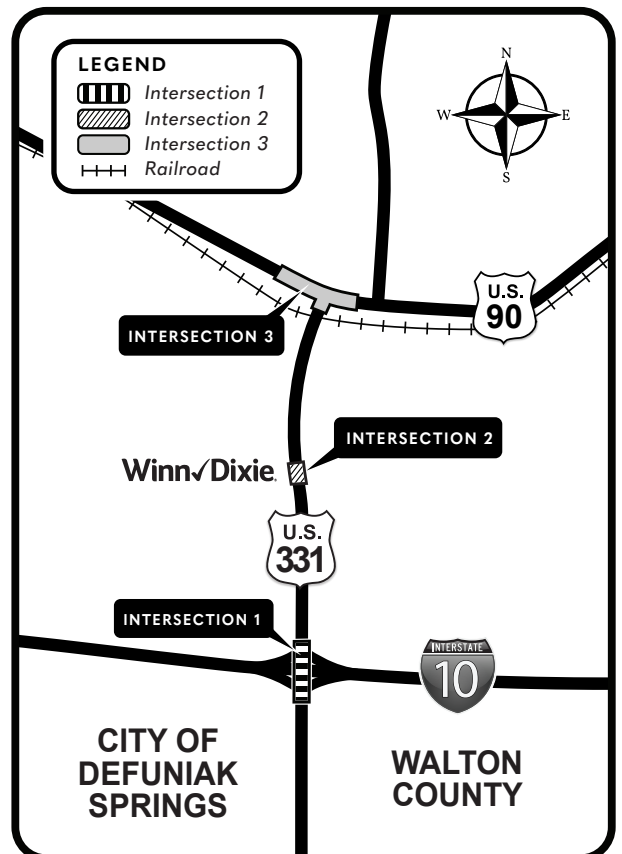 LEGEND
Intersection 1
Intersection 2
Intersection 3
Railroad
N
W
E
S
U.S.
90
INTERSECTION 3
INTERSECTION 2
Winn✓Dixie.
U.S.
331
INTERSECTION 1
INTERSTATE
10
CITY OF
DEFUNIAK
SPRINGS
WALTON
COUNTY